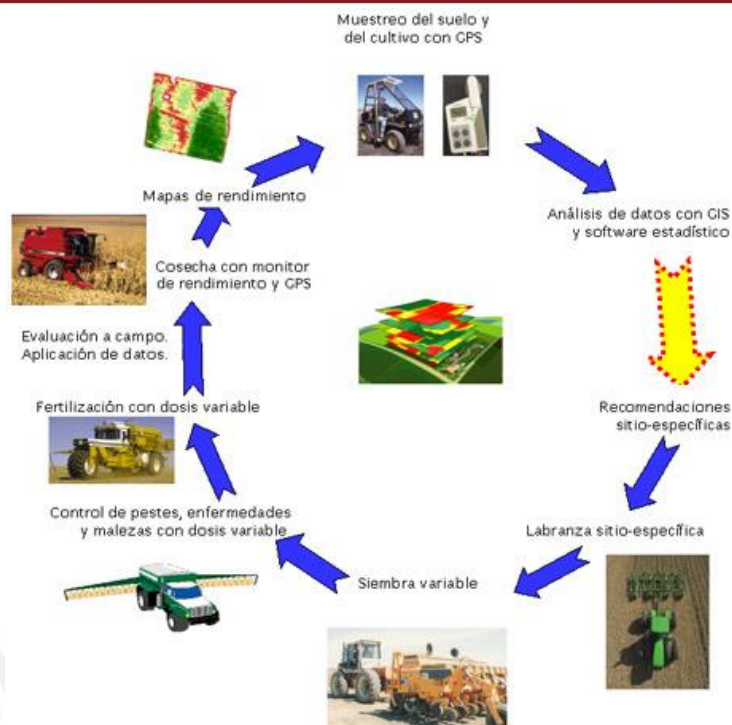 Muestreo del suelo y
del cultivo con GPS
Análisis de datos con GIS
y software estadístico
Recomendaciones
sitio-específicas
Labranza sitio-específica
Siembra variable
Control de pestes, enfermedades
y malezas con dosis variable
Fertilización con dosis variable
Evaluación a campo.
Aplicación de datos.
Cosecha con monitor
de rendimiento y GPS
Mapas de rendimiento